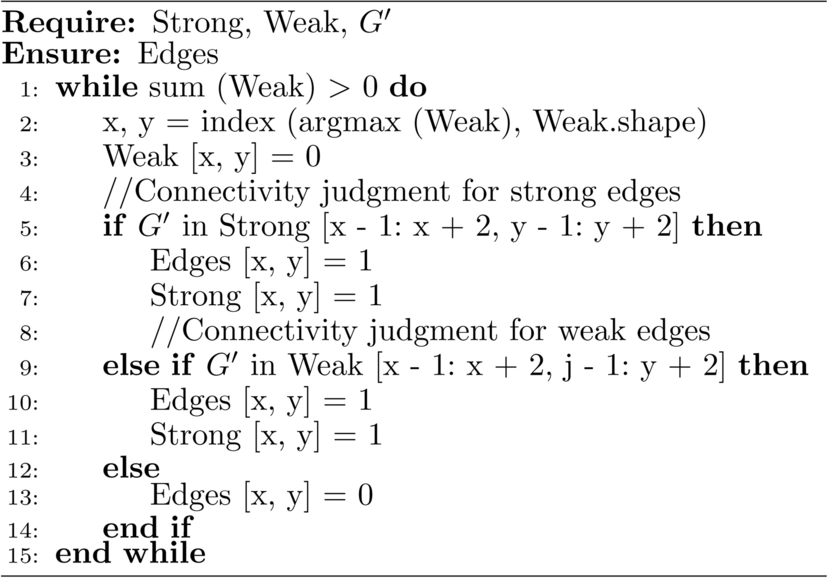 Require: Strong, Weak, G′
Ensure: Edges
1: while sum (Weak) > 0 do
2: x, y = index (argmax (Weak), Weak.shape)
3: Weak [x, y] = 0
4: //Connectivity judgment for strong edges
5: if G′ in Strong [x - 1: x + 2, y - 1: y + 2] then
6: Edges [x, y] = 1
7: Strong [x, y] = 1
8: //Connectivity judgment for weak edges
9: else if G′ in Weak [x - 1: x + 2, j - 1: y + 2] then
10: Edges [x, y] = 1
11: Strong [x, y] = 1
12: else
13: Edges [x, y] = 0
14: end if
15: end while